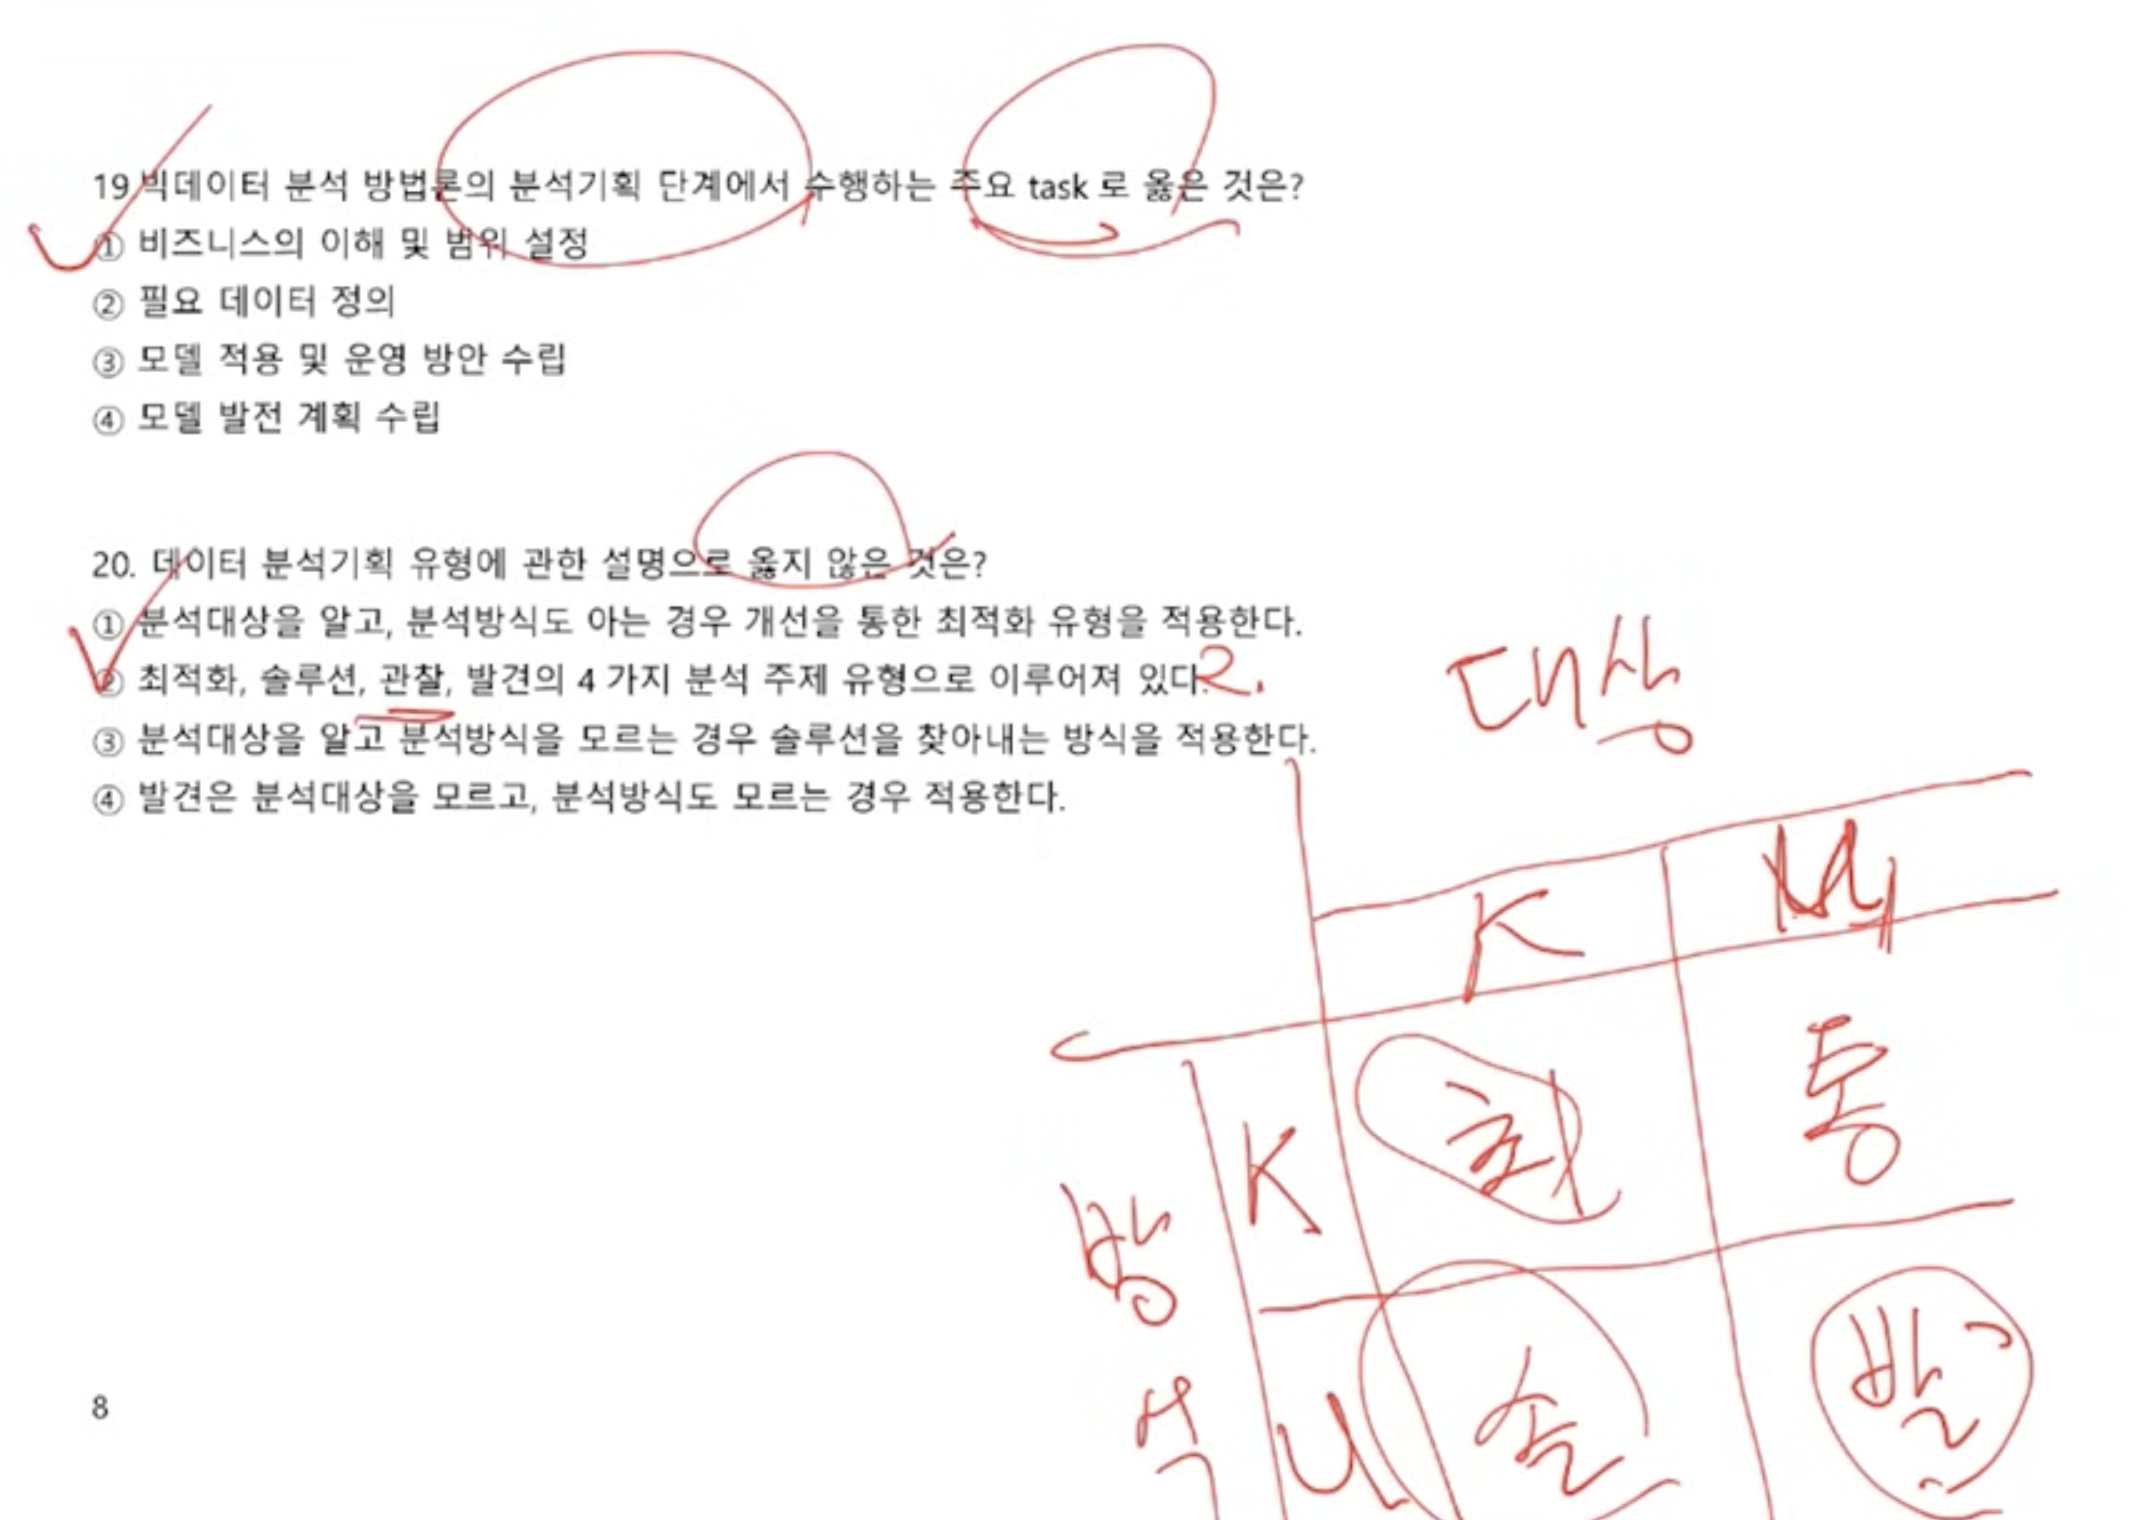 19 빅데이터 분석 방법론의 분석기획 단계에서 수행하는 주요 task 로 옳은 것은?
① 비즈니스의 이해 및 범위 설정
② 필요 데이터 정의
③ 모델 적용 및 운영 방안 수립
④ 모델 발전 계획 수립
20. 데이터 분석기획 유형에 관한 설명으로 옳지 않은 것은?
① 분석대상을 알고, 분석방식도 아는 경우 개선을 통한 최적화 유형을 적용한다.
② 최적화, 솔루션, 관찰, 발견의 4 가지 분석 주제 유형으로 이루어져 있다. 2.
③ 분석대상을 알고 분석방식을 모르는 경우 솔루션을 찾아내는 방식을 적용한다.
④ 발견은 분석대상을 모르고, 분석방식도 모르는 경우 적용한다.
대상
K
K 최 통
방식
U 솔 발
8